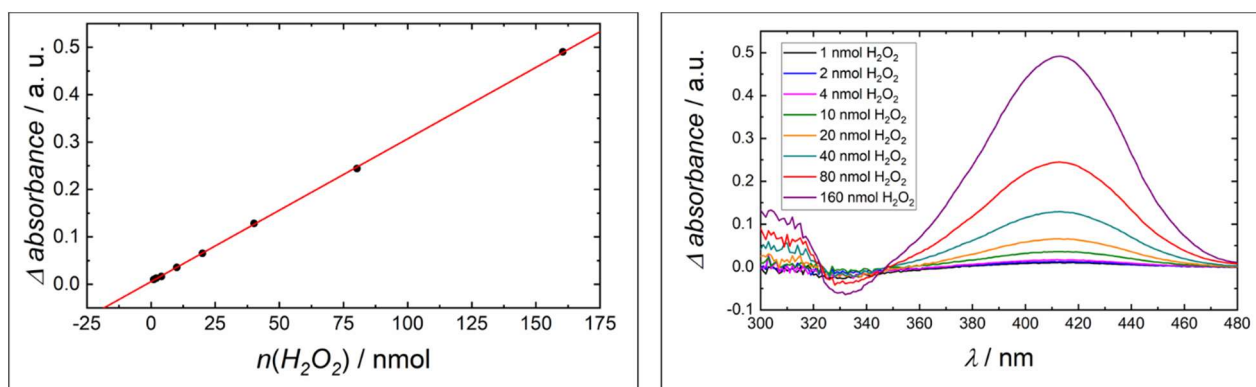 0.5
0.4
0.3
0.2
0.1
0.0
Δ absorbance / a. u.
-25 0 25 50 75 100 125 150 175
n(H₂O₂) / nmol
0.5
0.4
0.3
0.2
0.1
0.0
-0.1
Δ absorbance / a.u.
1 nmol H₂O₂
2 nmol H₂O₂
4 nmol H₂O₂
10 nmol H₂O₂
20 nmol H₂O₂
40 nmol H₂O₂
80 nmol H₂O₂
160 nmol H₂O₂
300 320 340 360 380 400 420 440 460 480
λ / nm